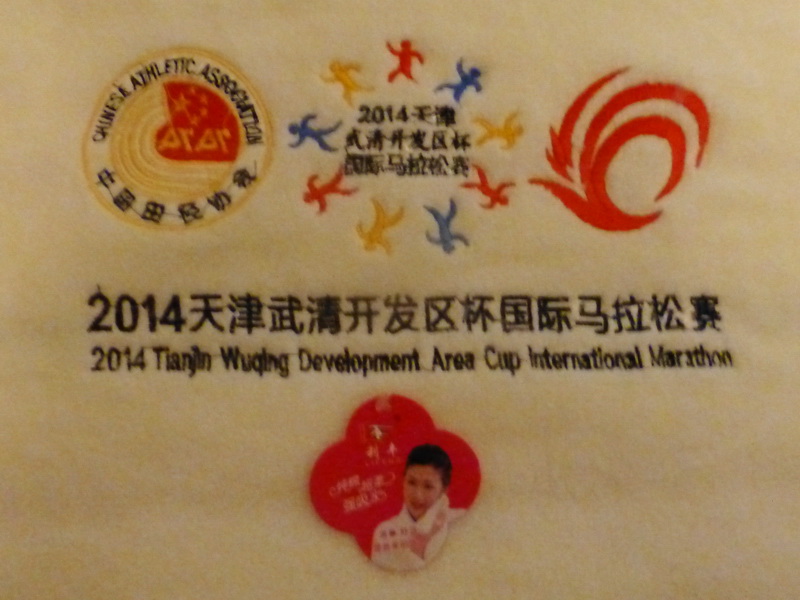 CHINESE ATHLETIC ASSOCIATION
中国田径协会
2014天津
武清开发区杯
国际马拉松赛
2014天津武清开发区杯国际马拉松赛
2014 Tianjin Wuqing Development Area Cup International Marathon